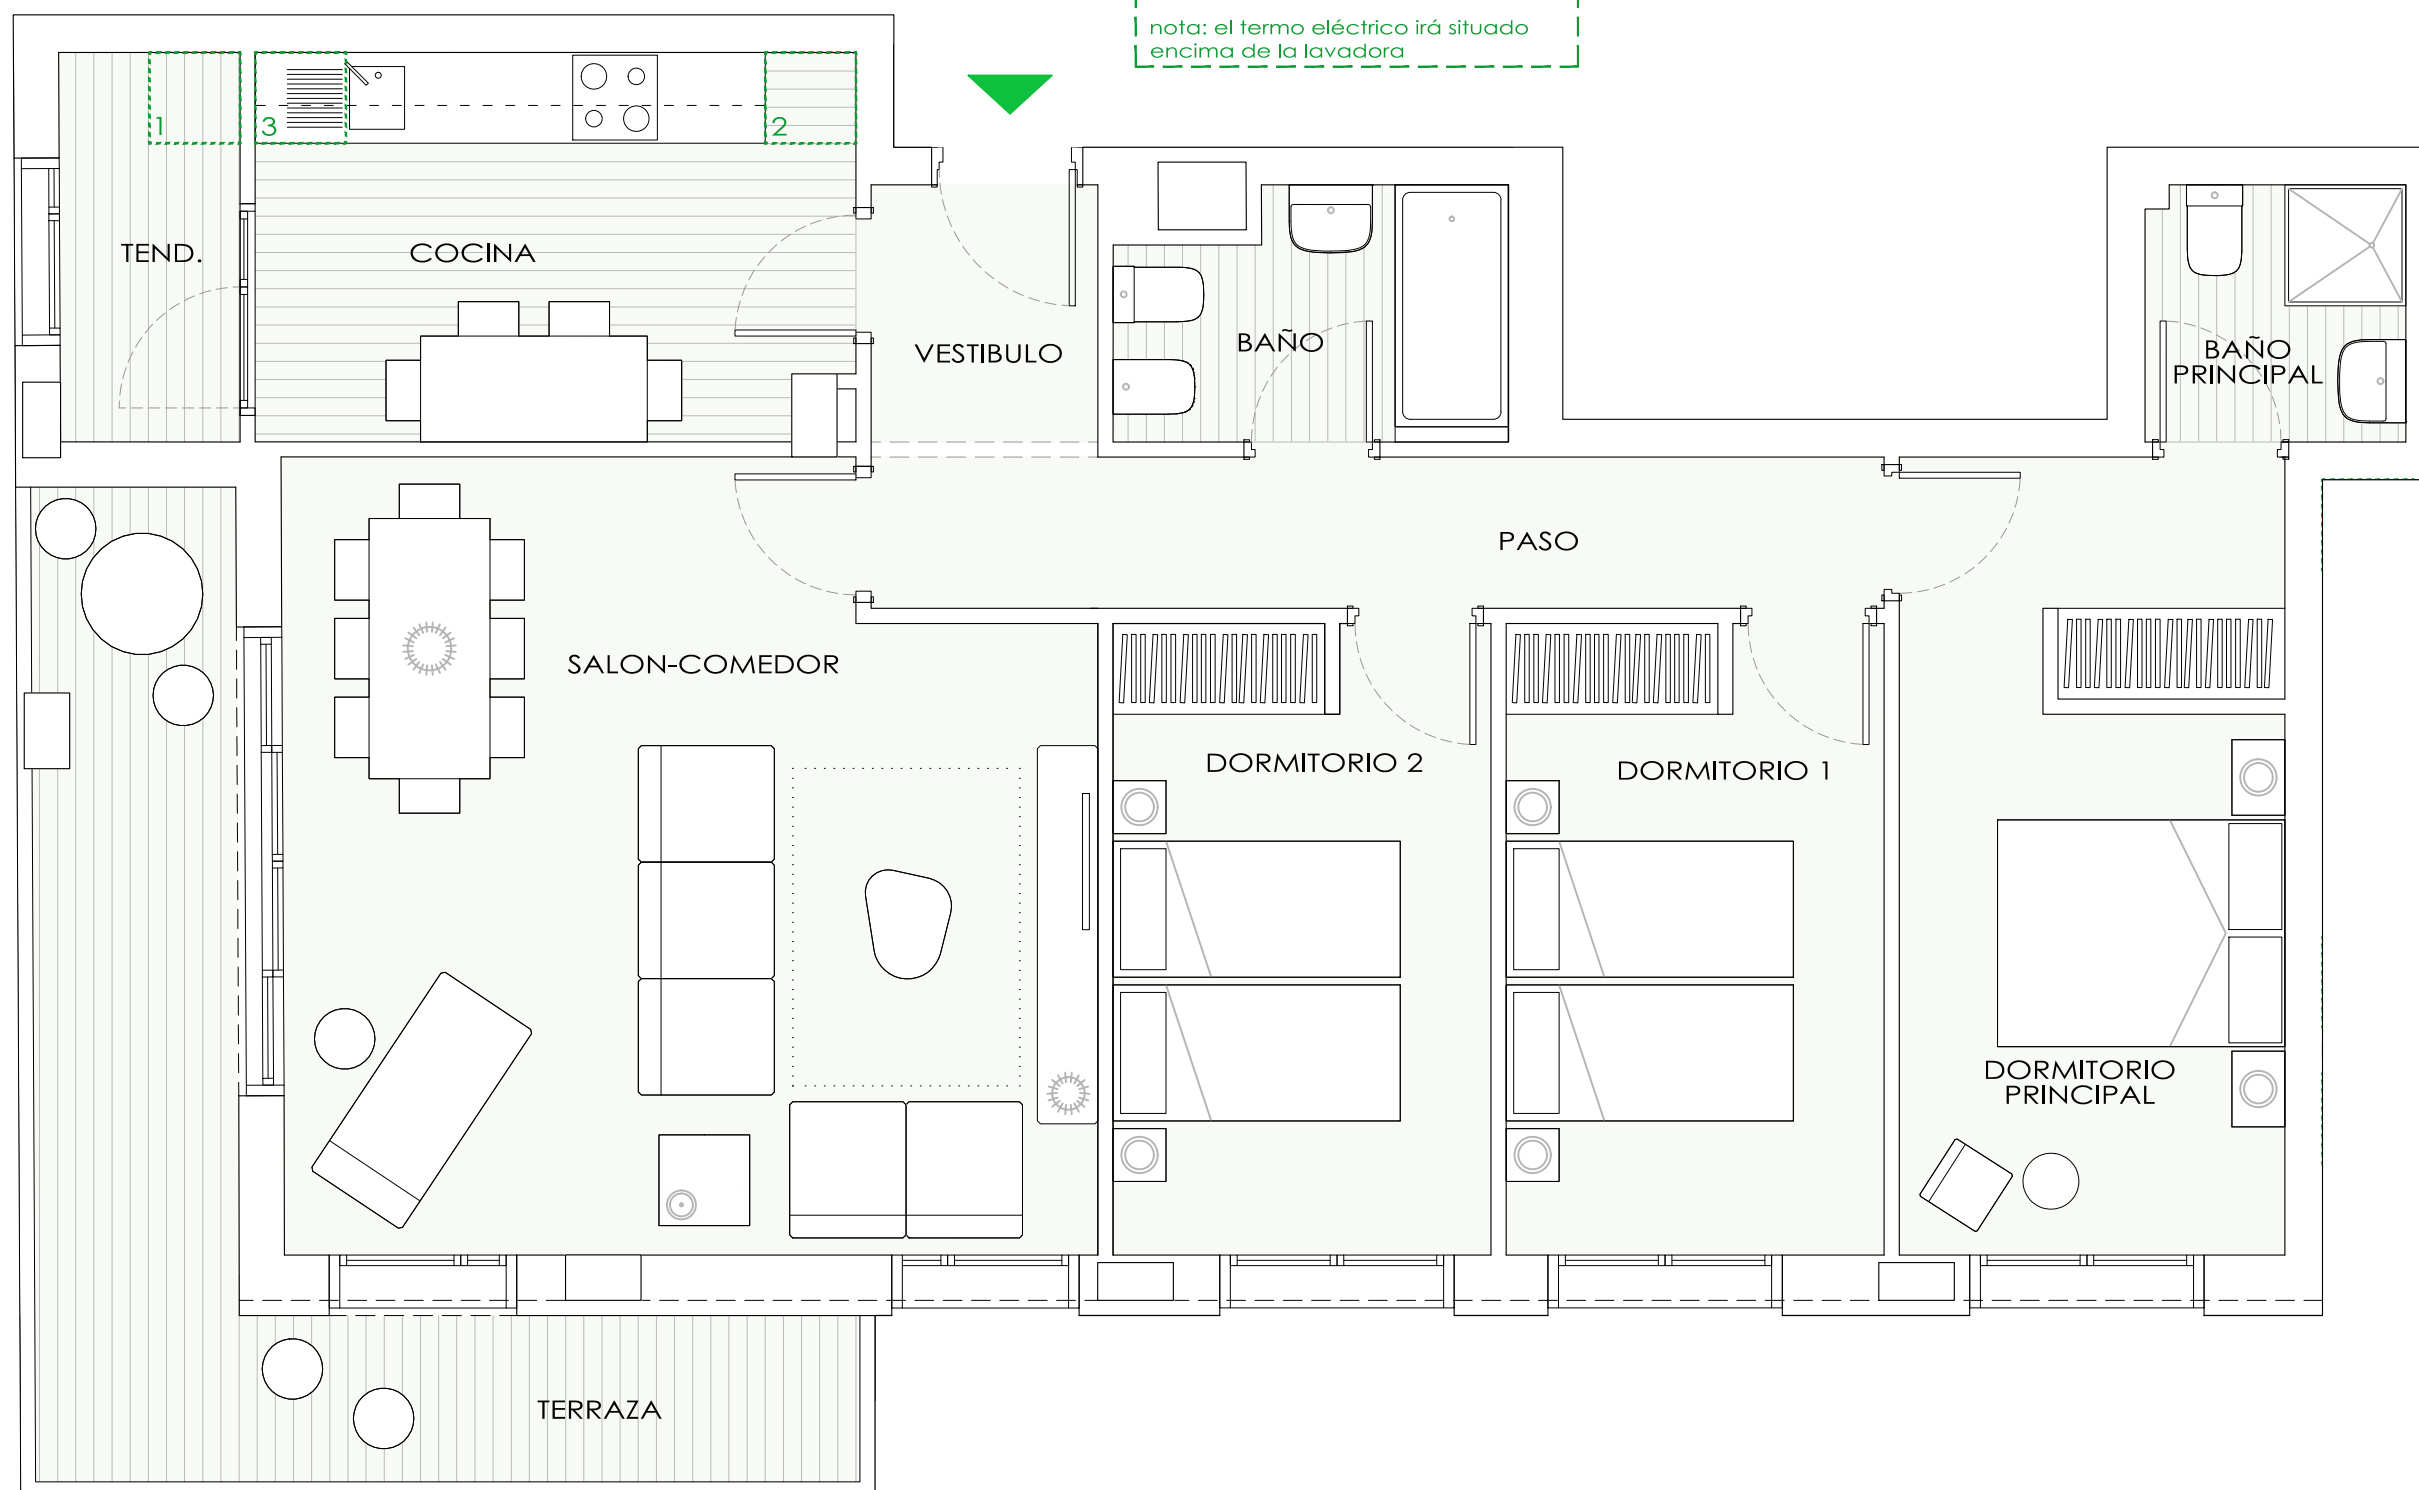 nota: el termo eléctrico irá situado
encima de la lavadora
1
3
2
TEND.
COCINA
VESTIBULO
BAÑO
BAÑO
PRINCIPAL
PASO
SALON-COMEDOR
DORMITORIO 2
DORMITORIO 1
DORMITORIO
PRINCIPAL
TERRAZA